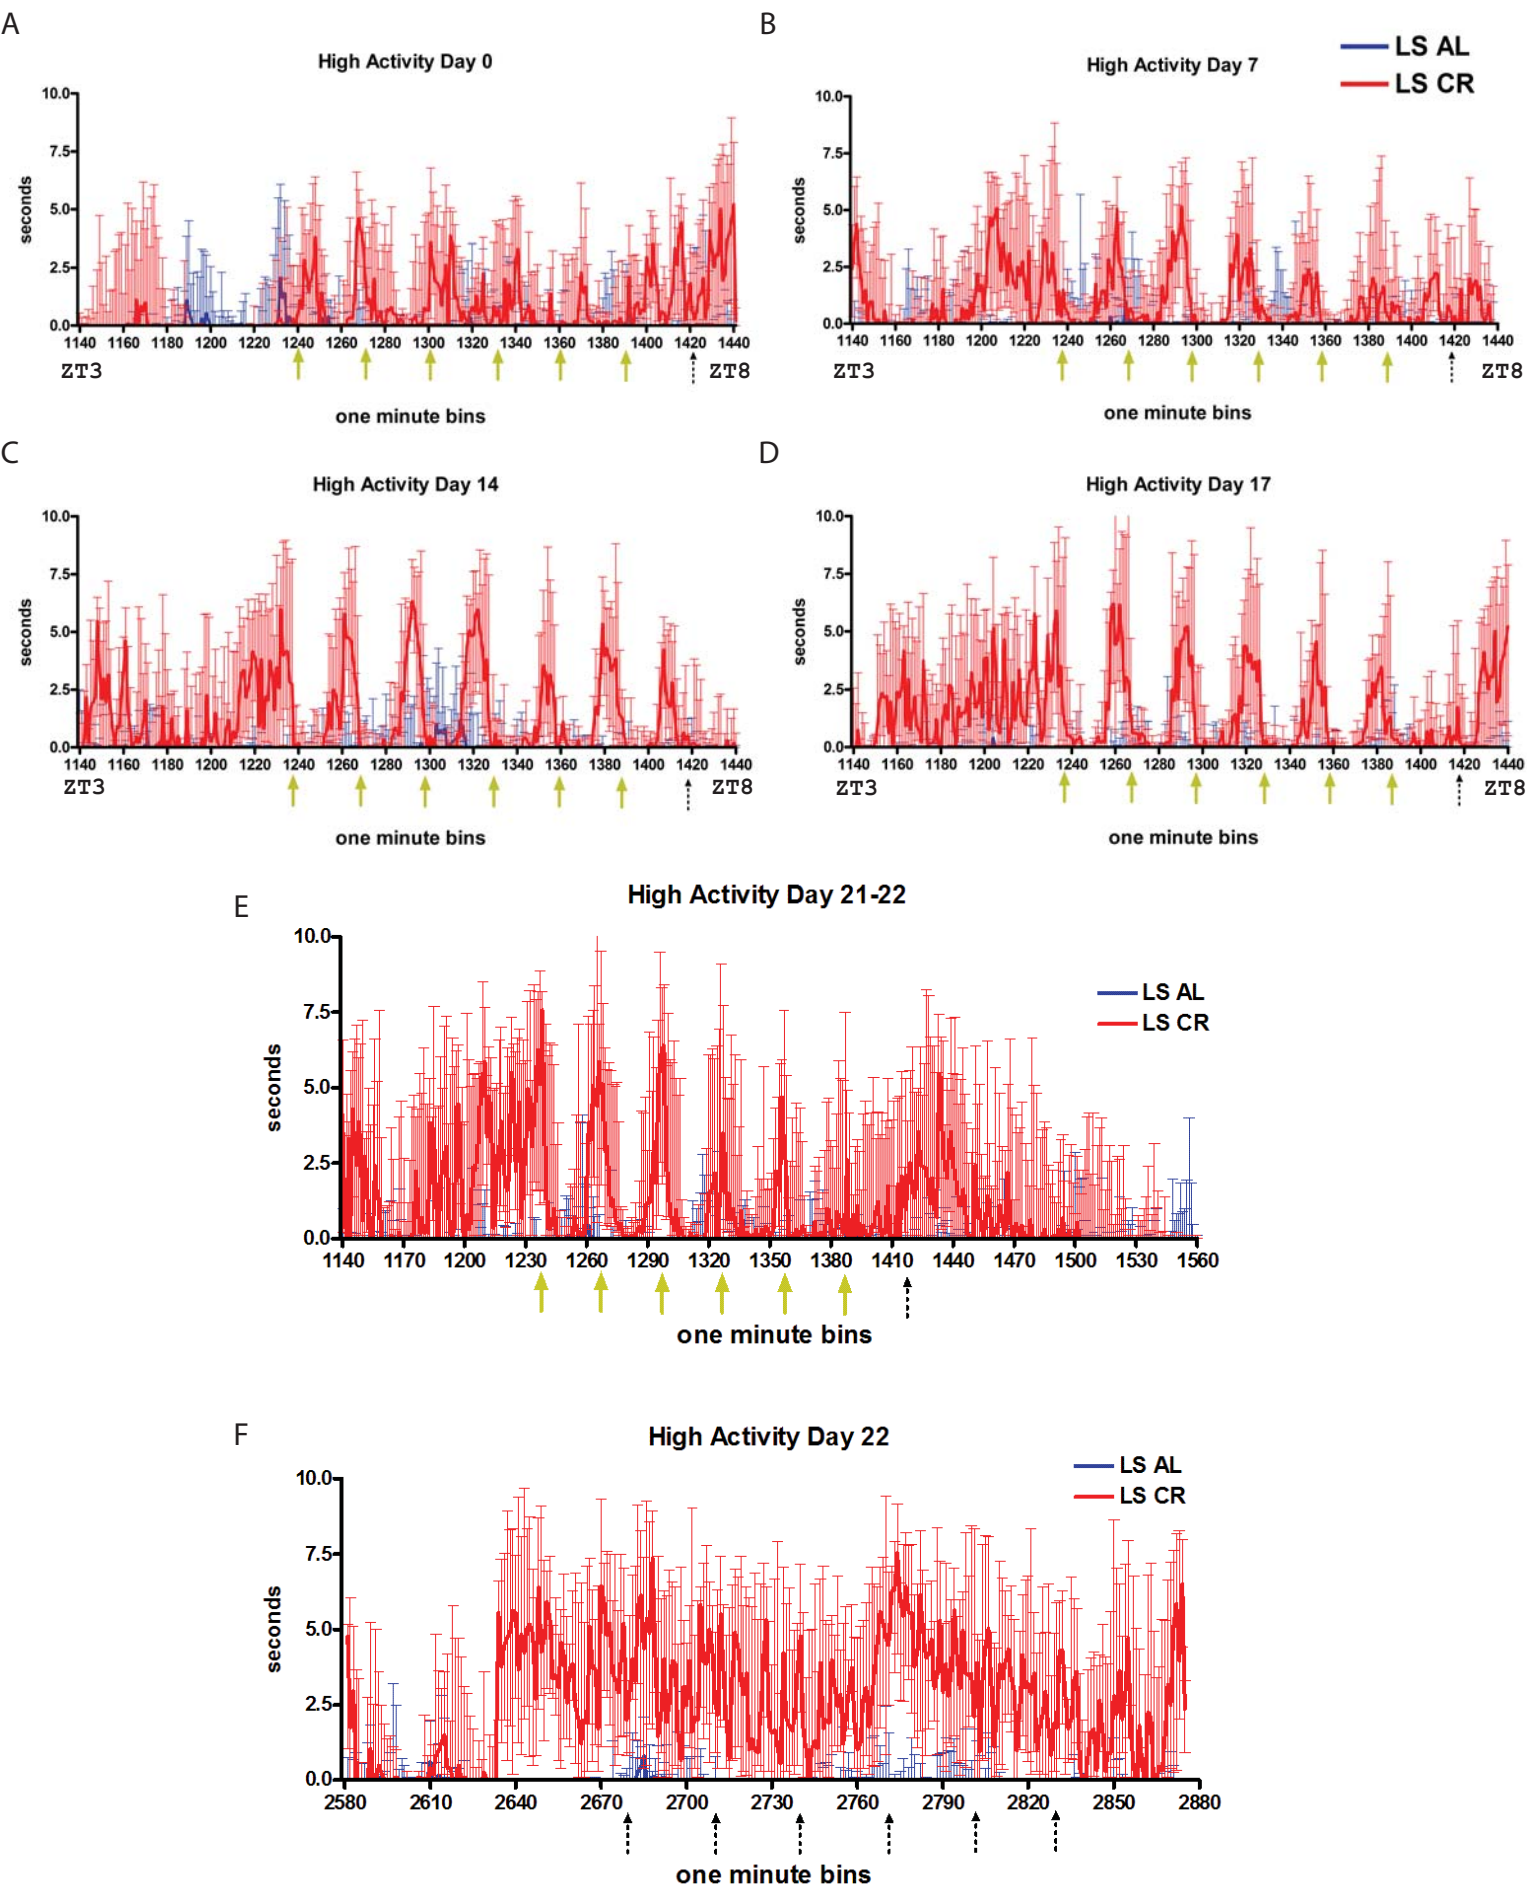 A
High Activity Day 0
10.0
7.5
5.0
2.5
0.0
seconds
1140 1160 1180 1200 1220 1240 1260 1280 1300 1320 1340 1360 1380 1400 1420 1440
ZT3 ZT8
one minute bins
B
High Activity Day 7
LS AL
LS CR
10.0
7.5
5.0
2.5
0.0
seconds
1140 1160 1180 1200 1220 1240 1260 1280 1300 1320 1340 1360 1380 1400 1420 1440
ZT3 ZT8
one minute bins
C
High Activity Day 14
10.0
7.5
5.0
2.5
0.0
seconds
1140 1160 1180 1200 1220 1240 1260 1280 1300 1320 1340 1360 1380 1400 1420 1440
ZT3 ZT8
one minute bins
D
High Activity Day 17
10.0
7.5
5.0
2.5
0.0
seconds
1140 1160 1180 1200 1220 1240 1260 1280 1300 1320 1340 1360 1380 1400 1420 1440
ZT3 ZT8
one minute bins
E
High Activity Day 21-22
LS AL
LS CR
10.0
7.5
5.0
2.5
0.0
seconds
1140 1170 1200 1230 1260 1290 1320 1350 1380 1410 1440 1470 1500 1530 1560
one minute bins
F
High Activity Day 22
LS AL
LS CR
10.0
7.5
5.0
2.5
0.0
seconds
2580 2610 2640 2670 2700 2730 2760 2790 2820 2850 2880
one minute bins